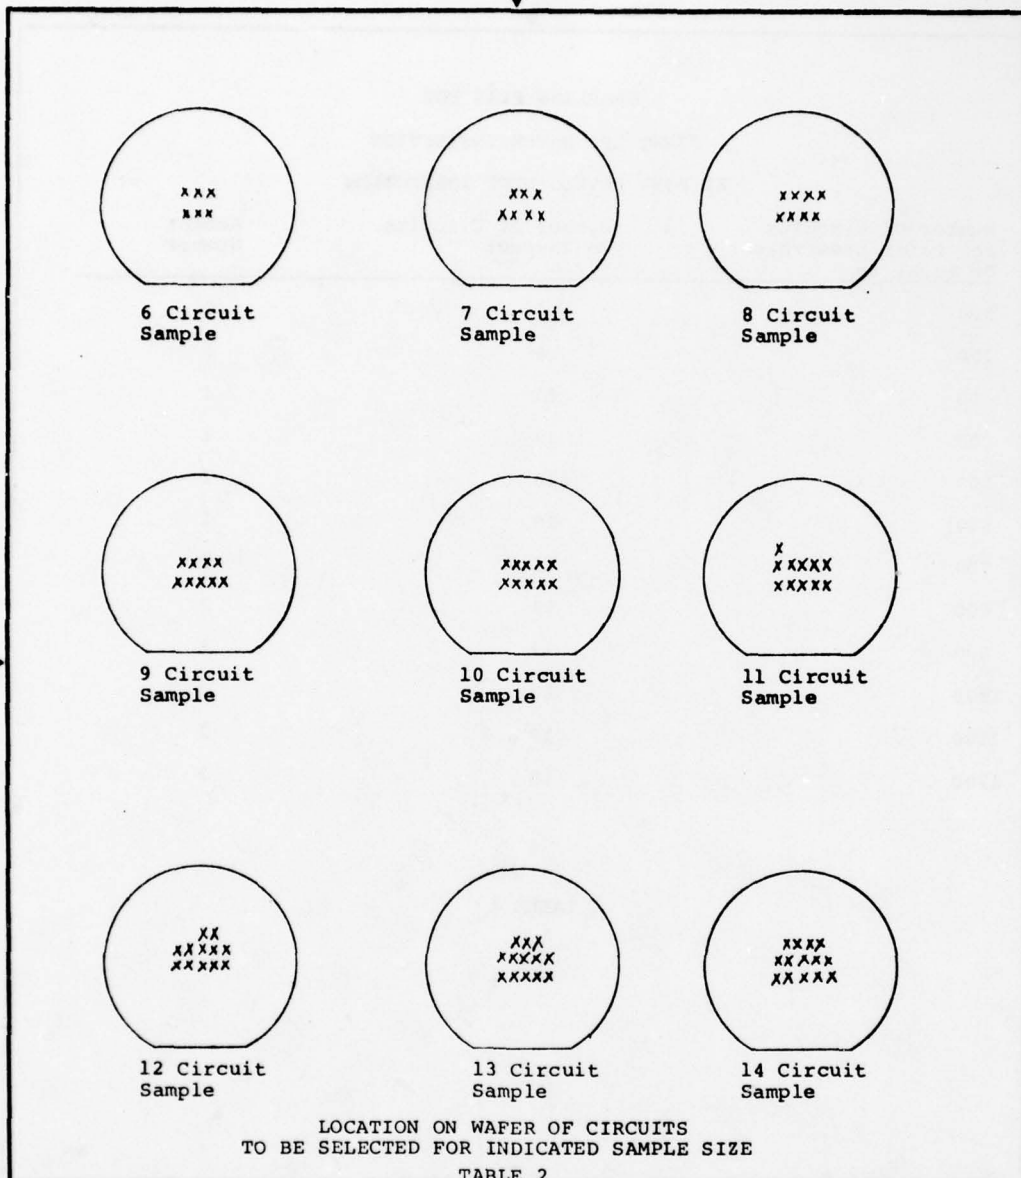 6 Circuit
Sample
7 Circuit
Sample
8 Circuit
Sample
9 Circuit
Sample
10 Circuit
Sample
11 Circuit
Sample
12 Circuit
Sample
13 Circuit
Sample
14 Circuit
Sample
LOCATION ON WAFER OF CIRCUITS
TO BE SELECTED FOR INDICATED SAMPLE SIZE
TABLE 2